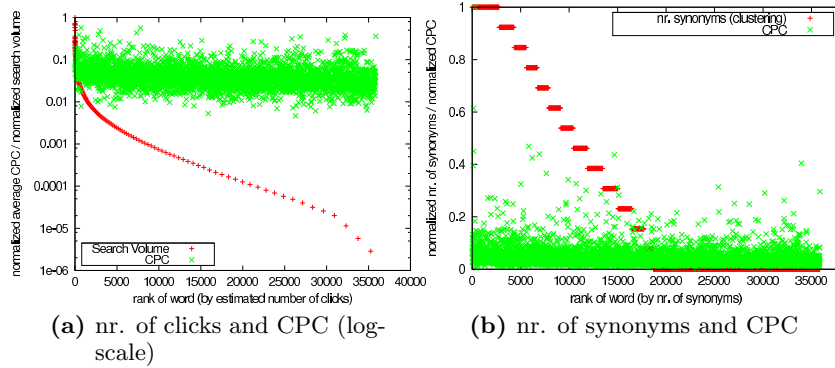 normalized average CPC / normalized search volume
1
0.1
0.01
0.001
0.0001
1e-05
1e-06
0 5000 10000 15000 20000 25000 30000 35000 40000
rank of word (by estimated number of clicks)
Search Volume
CPC
(a) nr. of clicks and CPC (log-
scale)
normalized nr. of synonyms / normalized CPC
1
0.8
0.6
0.4
0.2
0
0 5000 10000 15000 20000 25000 30000 35000
rank of word (by nr. of synonyms)
nr. synonyms (clustering)
CPC
(b) nr. of synonyms and CPC